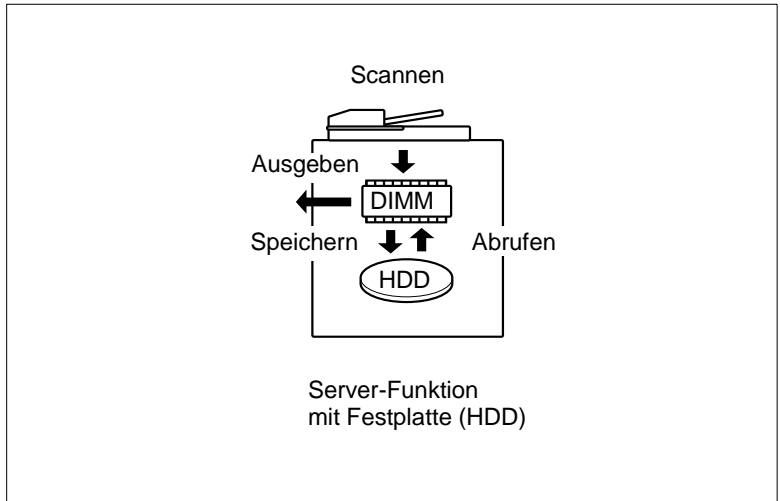 Scannen
Ausgeben
DIMM
Speichern
Abrufen
HDD
Server-Funktion
mit Festplatte (HDD)